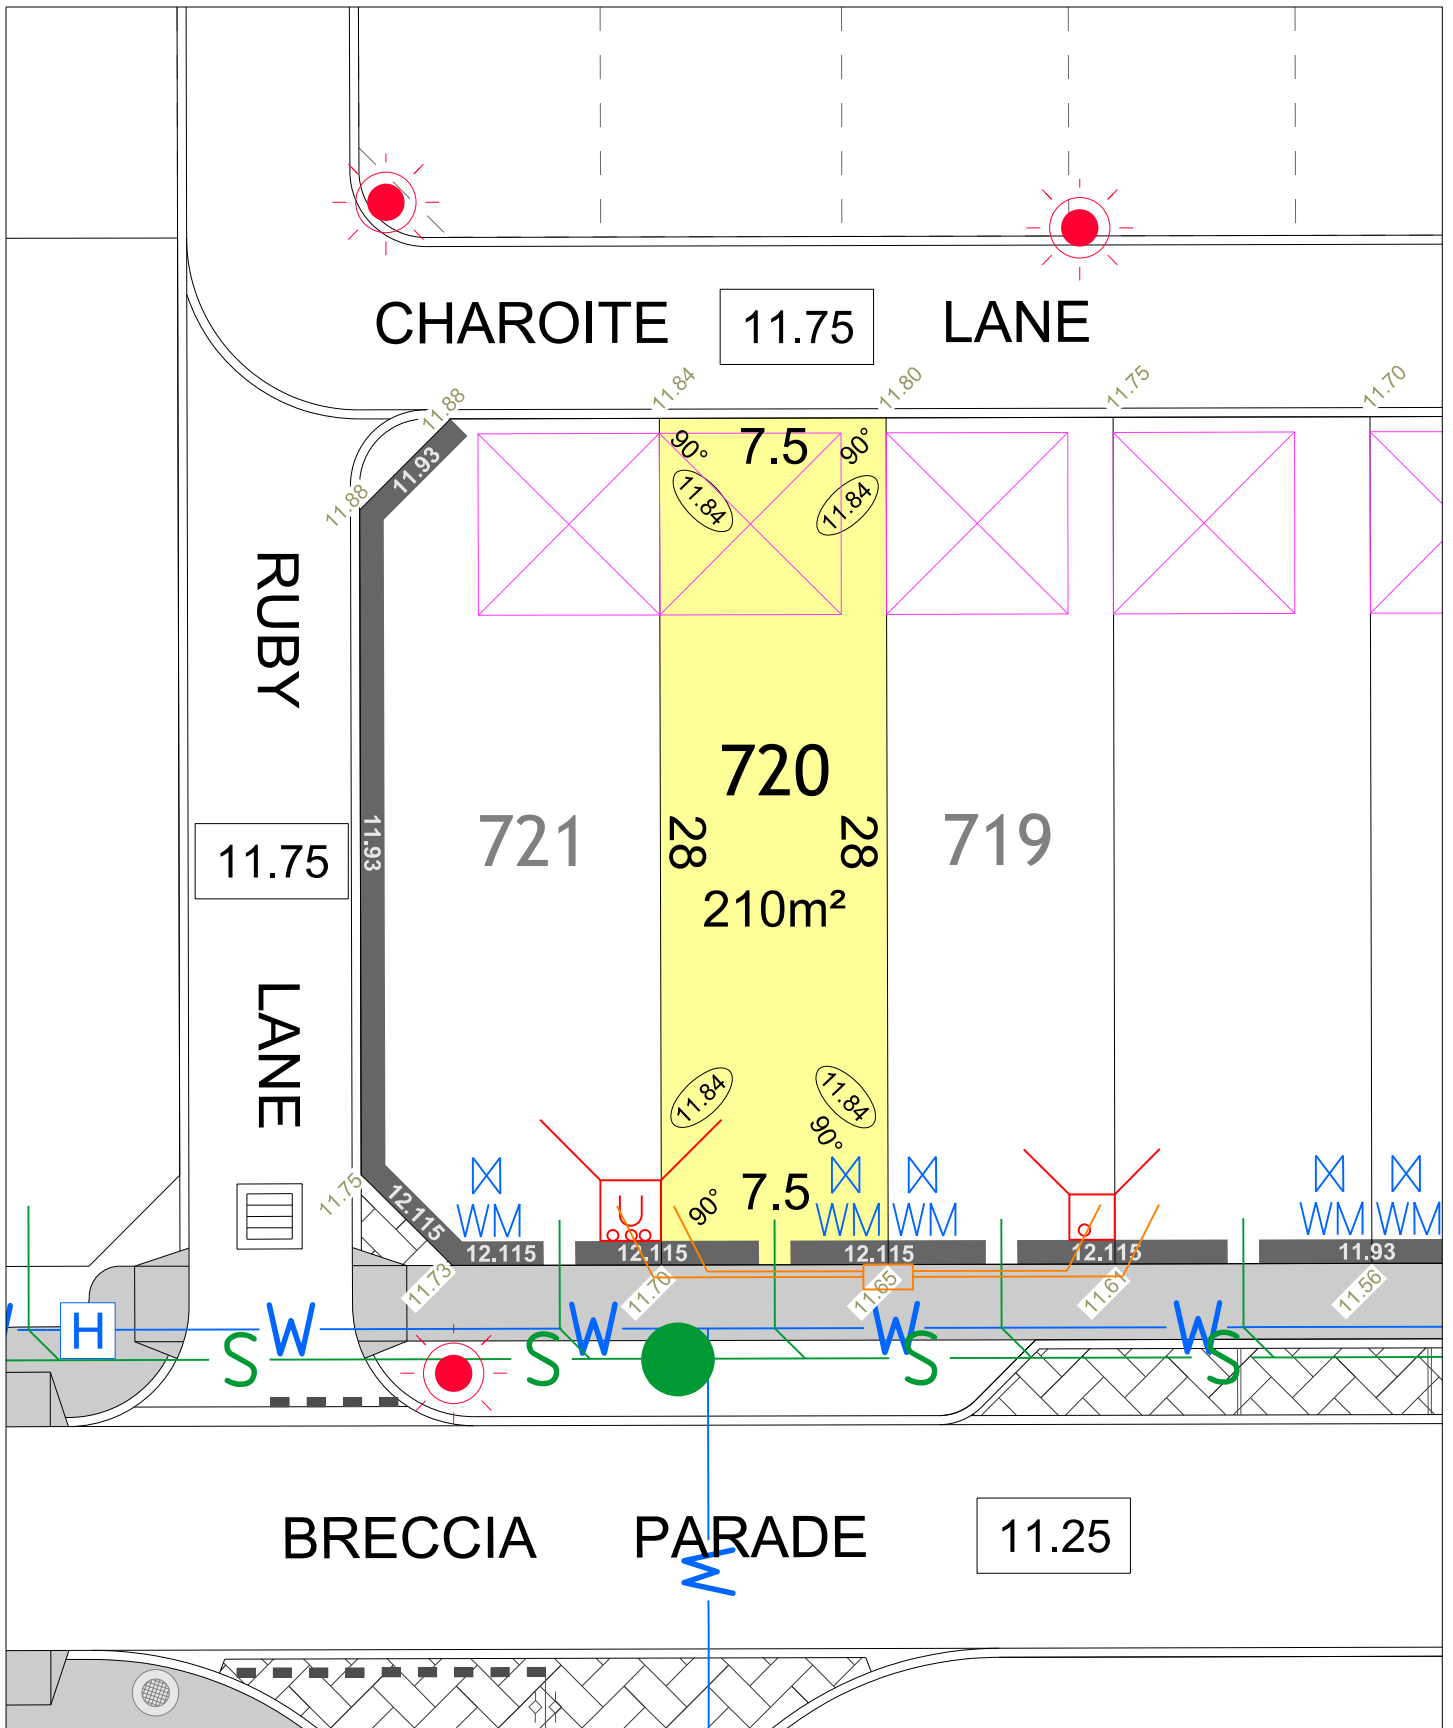 CHAROITE 11.75 LANE
11.88 11.84 11.80 11.75 11.70
90° 7.5 90°
11.93
11.84 11.84
11.88
RUBY
720
721 28 28 719
11.75 11.93
210m²
LANE
11.84 11.84
90°
U
7.5
90°
11.75
12.115
WM WM WM WM WM
12.115 12.115 12.115 12.115 11.93
11.73 11.70 11.65 11.61 11.56
H W W W W
S S S S
BRECCIA PARADE 11.25
W